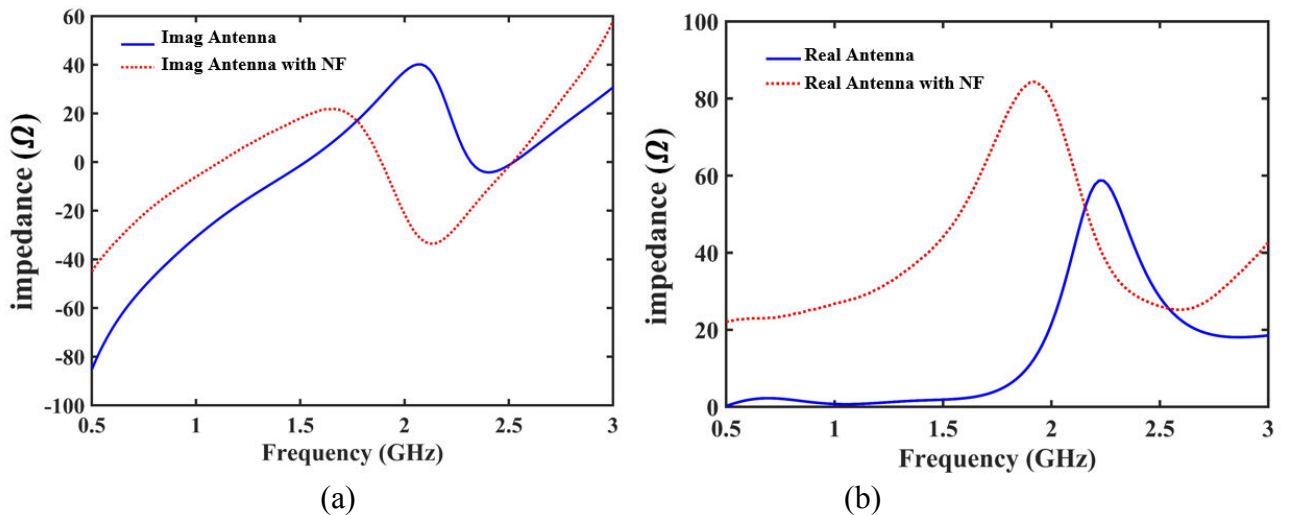 60
40
20
0
-20
-40
-60
-80
-100
impedance (Ω)
Imag Antenna
Imag Antenna with NF
0.5 1 1.5 2 2.5 3
Frequency (GHz)
(a)
100
80
60
40
20
0
impedance (Ω)
Real Antenna
Real Antenna with NF
0.5 1 1.5 2 2.5 3
Frequency (GHz)
(b)